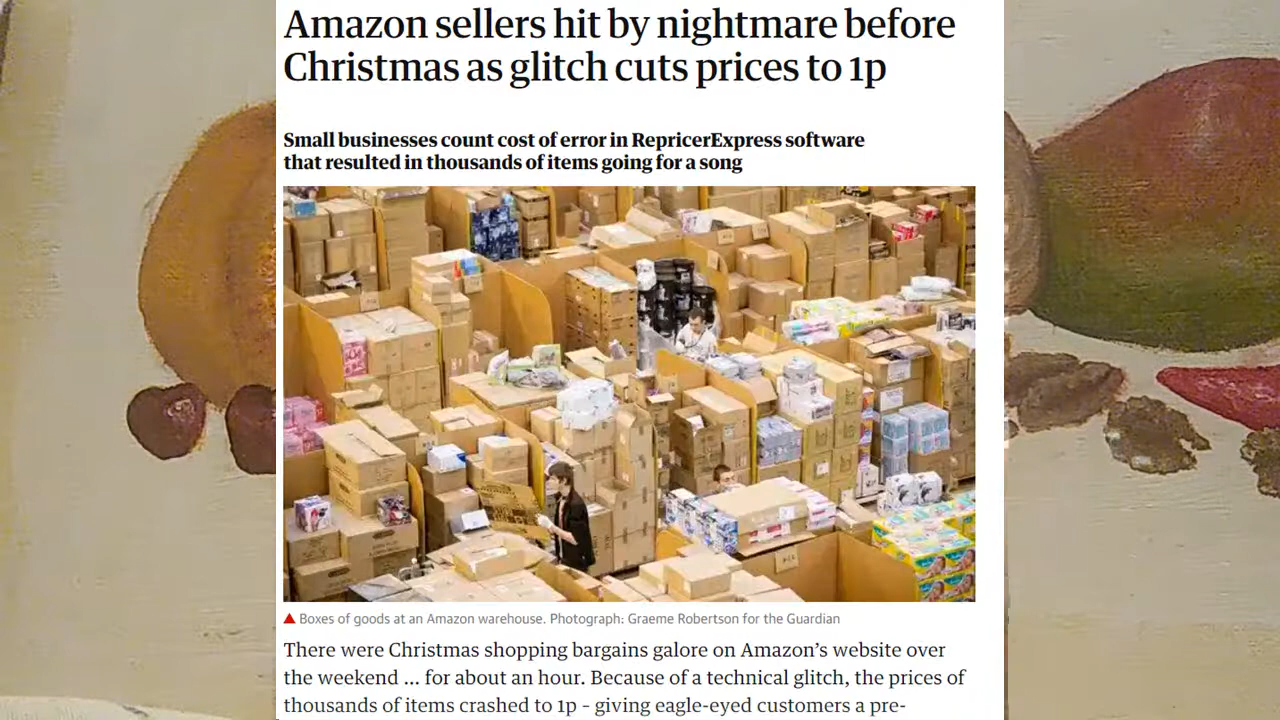 Amazon sellers hit by nightmare before
Christmas as glitch cuts prices to 1p
Small businesses count cost of error in RepricerExpress software
that resulted in thousands of items going for a song
Boxes of goods at an Amazon warehouse. Photograph: Graeme Robertson for the Guardian
There were Christmas shopping bargains galore on Amazon’s website over
the weekend ... for about an hour. Because of a technical glitch, the prices of
thousands of items crashed to 1p – giving eagle-eyed customers a pre-